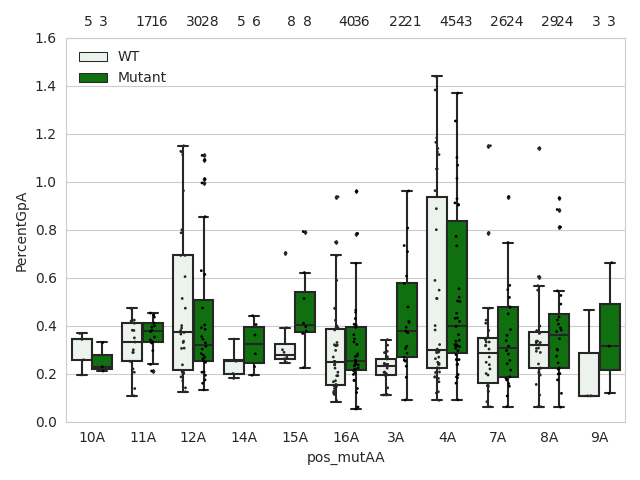 5 3 17 16 30 28 5 6 8 8 40 36 22 21 45 43 26 24 29 24 3 3
1.6
WT
Mutant
1.4
1.2
1.0
0.8
0.6
0.4
0.2
0.0
PercentGpA
10A 11A 12A 14A 15A 16A 3A 4A 7A 8A 9A
pos_mutAA